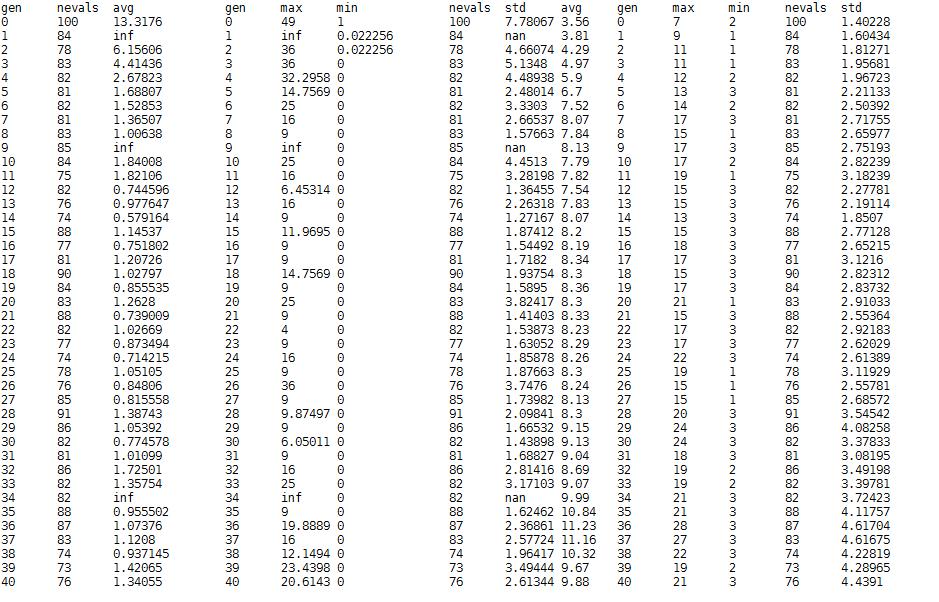 gen nevals avg gen max min nevals std avg gen max min nevals std
0 100 13.3176 0 49 1 100 7.78067 3.56 0 7 2 100 1.40228
1 84 inf 1 inf 0.022256 84 nan 3.81 1 9 1 84 1.60434
2 78 6.15606 2 36 0.022256 78 4.66074 4.29 2 11 1 78 1.81271
3 83 4.41436 3 36 0 83 5.1348 4.97 3 11 1 83 1.95681
4 82 2.67823 4 32.2958 0 82 4.48938 5.9 4 12 2 82 1.96723
5 81 1.68807 5 14.7569 0 81 2.48014 6.7 5 13 3 81 2.21133
6 82 1.52853 6 25 0 82 3.3303 7.52 6 14 2 82 2.50392
7 81 1.36507 7 16 0 81 2.66537 8.07 7 17 3 81 2.71755
8 83 1.00638 8 9 0 83 1.57663 7.84 8 15 1 83 2.65977
9 85 inf 9 inf 0 85 nan 8.13 9 17 3 85 2.75193
10 84 1.84008 10 25 0 84 4.4513 7.79 10 17 2 84 2.82239
11 75 1.82106 11 16 0 75 3.28198 7.82 11 19 1 75 3.18239
12 82 0.744596 12 6.45314 0 82 1.36455 7.54 12 15 3 82 2.27781
13 76 0.977647 13 16 0 76 2.26318 7.83 13 15 3 76 2.19114
14 74 0.579164 14 9 0 74 1.27167 8.07 14 13 3 74 1.8507
15 88 1.14537 15 11.9695 0 88 1.87412 8.2 15 15 3 88 2.77128
16 77 0.751802 16 9 0 77 1.54492 8.19 16 18 3 77 2.65215
17 81 1.20726 17 9 0 81 1.7182 8.34 17 17 3 81 3.1216
18 90 1.02797 18 14.7569 0 90 1.93754 8.3 18 15 3 90 2.82312
19 84 0.855535 19 9 0 84 1.5895 8.36 19 17 3 84 2.83732
20 83 1.2628 20 25 0 83 3.82417 8.3 20 21 1 83 2.91033
21 88 0.739009 21 9 0 88 1.41403 8.33 21 15 3 88 2.55364
22 82 1.02669 22 4 0 82 1.53873 8.23 22 17 3 82 2.92183
23 77 0.873494 23 9 0 77 1.63052 8.29 23 17 3 77 2.62029
24 74 0.714215 24 16 0 74 1.85878 8.26 24 22 3 74 2.61389
25 78 1.05105 25 9 0 78 1.87663 8.3 25 19 1 78 3.11929
26 76 0.84806 26 36 0 76 3.7476 8.24 26 15 1 76 2.55781
27 85 0.815558 27 9 0 85 1.73982 8.13 27 15 1 85 2.68572
28 91 1.38743 28 9.87497 0 91 2.09841 8.3 28 20 3 91 3.54542
29 86 1.05392 29 9 0 86 1.66532 9.15 29 24 3 86 4.08258
30 82 0.774578 30 6.05011 0 82 1.43898 9.13 30 24 3 82 3.37833
31 81 1.01099 31 9 0 81 1.68827 9.04 31 18 3 81 3.08195
32 86 1.72501 32 16 0 86 2.81416 8.69 32 19 2 86 3.49198
33 82 1.35754 33 25 0 82 3.17103 9.07 33 19 2 82 3.39781
34 82 inf 34 inf 0 82 nan 9.99 34 21 3 82 3.72423
35 88 0.955502 35 9 0 88 1.62462 10.84 35 21 3 88 4.11757
36 87 1.07376 36 19.8889 0 87 2.36861 11.23 36 28 3 87 4.61704
37 83 1.1208 37 16 0 83 2.57724 11.16 37 27 3 83 4.61675
38 74 0.937145 38 12.1494 0 74 1.96417 10.32 38 22 3 74 4.22819
39 73 1.42065 39 23.4398 0 73 3.49444 9.67 39 19 2 73 4.28965
40 76 1.34055 40 20.6143 0 76 2.61344 9.88 40 21 3 76 4.4391